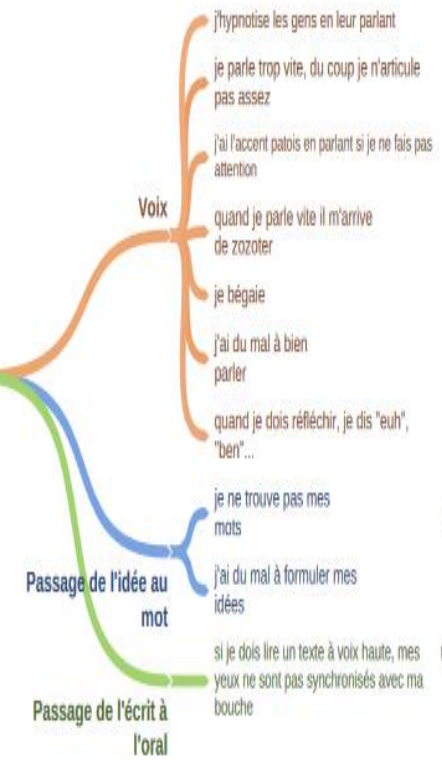 j'hypnotise les gens en leur parlant
je parle trop vite, du coup je n'articule
pas assez
j'ai l'accent patois en parlant si je ne fais pas
attention
Voix
quand je parle vite il m'arrive
de zozoter
je bégaie
j'ai du mal à bien
parler
quand je dois réfléchir, je dis "euh",
"ben"...
je ne trouve pas mes
mots
Passage de l'idée au
mot
j'ai du mal à formuler mes
idées
si je dois lire un texte à voix haute, mes
yeux ne sont pas synchronisés avec ma
bouche
Passage de l'écrit à
l'oral